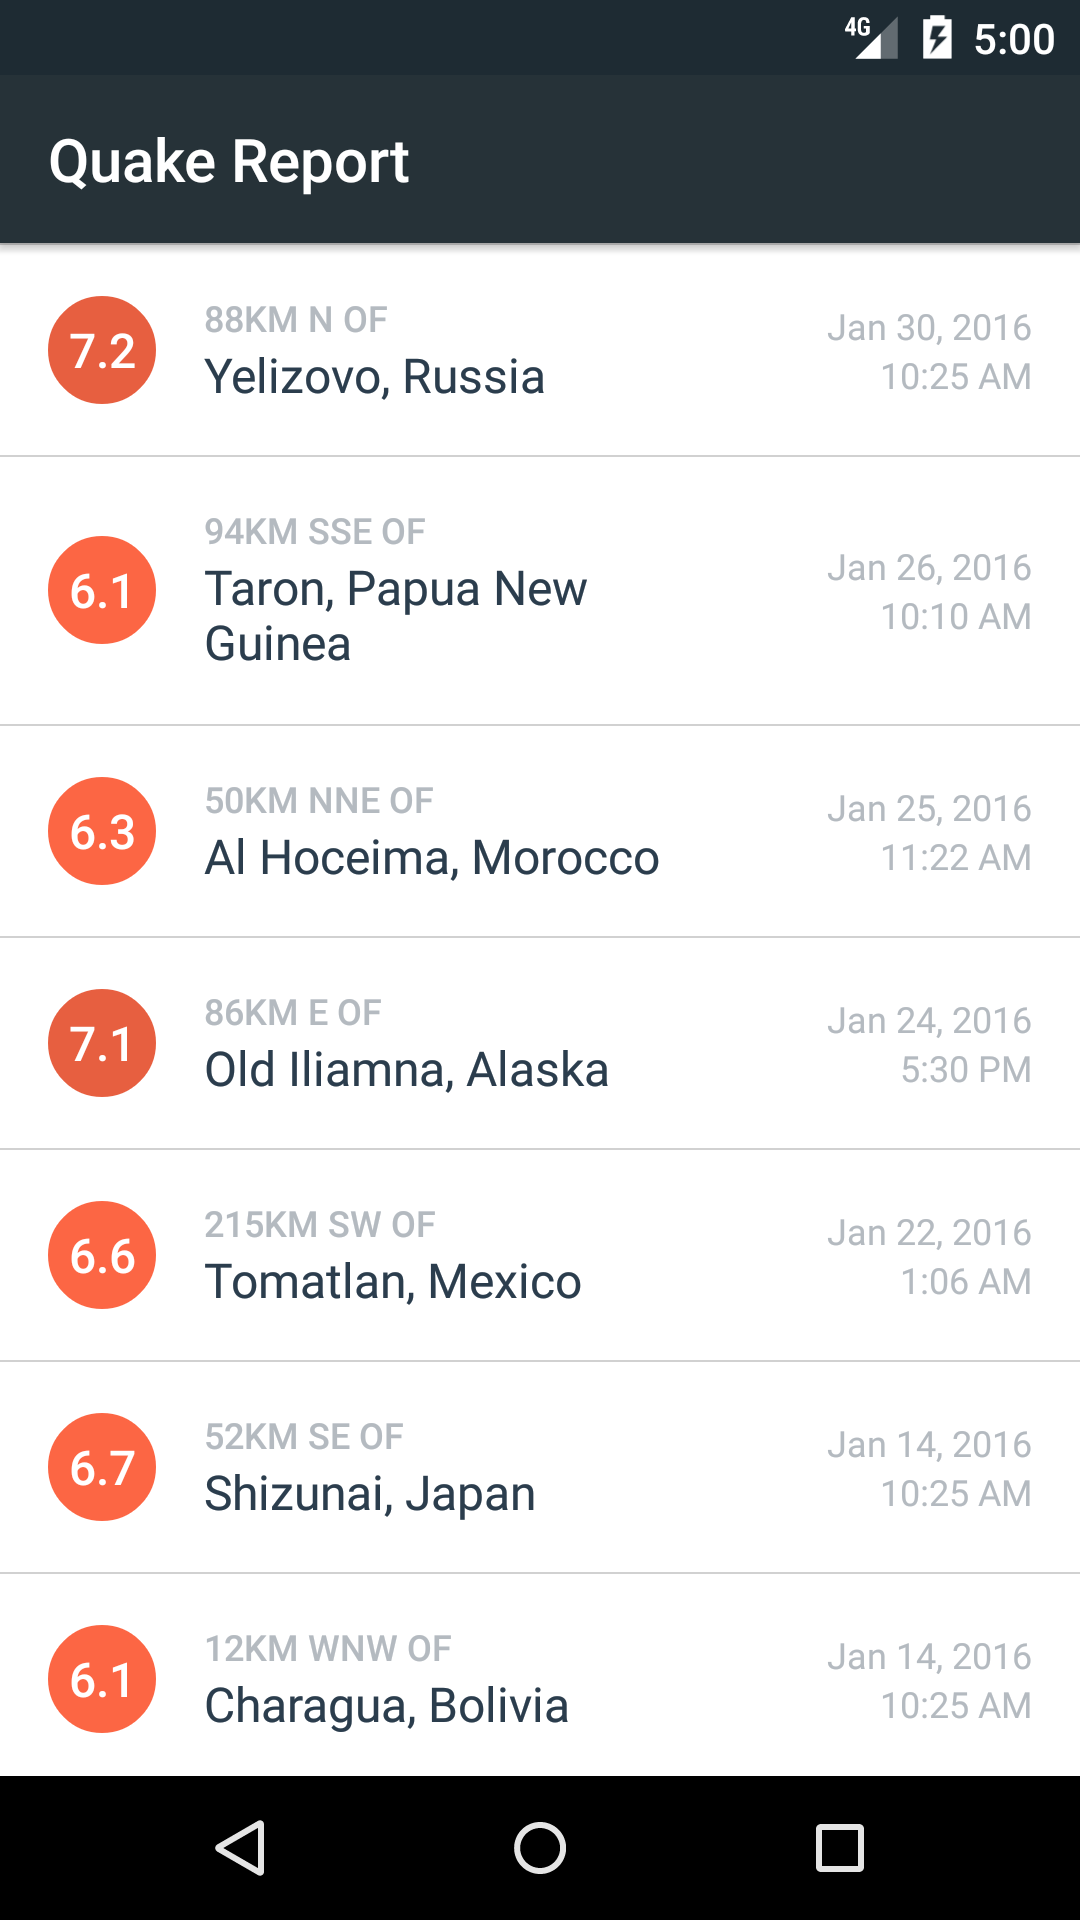 4G 5:00
Quake Report
7.2
88KM N OF
Yelizovo, Russia
Jan 30, 2016
10:25 AM
6.1
94KM SSE OF
Taron, Papua New
Guinea
Jan 26, 2016
10:10 AM
6.3
50KM NNE OF
Al Hoceima, Morocco
Jan 25, 2016
11:22 AM
7.1
86KM E OF
Old Iliamna, Alaska
Jan 24, 2016
5:30 PM
6.6
215KM SW OF
Tomatlan, Mexico
Jan 22, 2016
1:06 AM
6.7
52KM SE OF
Shizunai, Japan
Jan 14, 2016
10:25 AM
6.1
12KM WNW OF
Charagua, Bolivia
Jan 14, 2016
10:25 AM